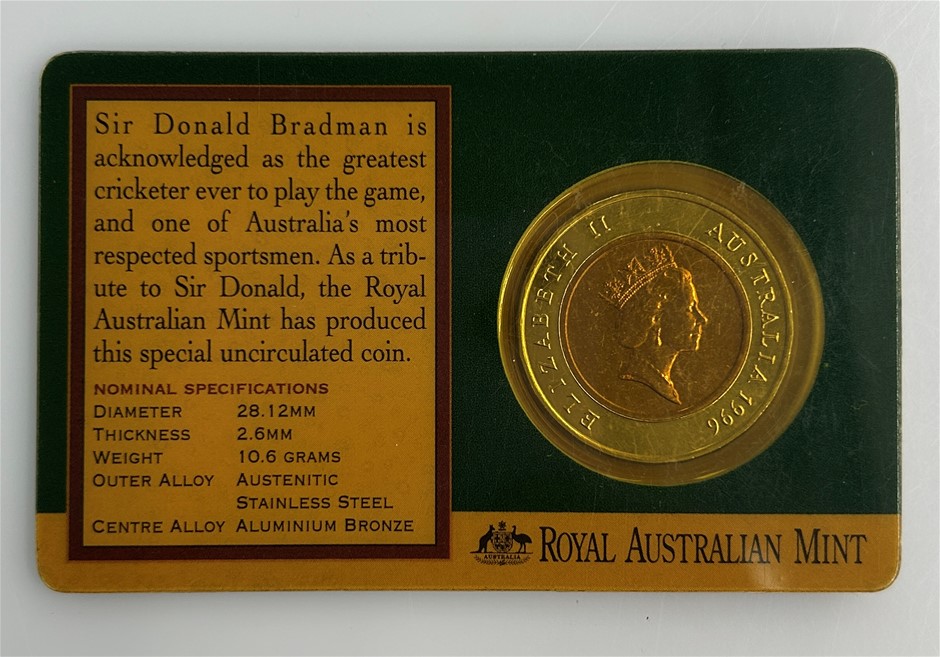 Sir Donald Bradman is
acknowledged as the greatest
cricketer ever to play the game,
and one of Australia's most
respected sportsmen. As a trib-
ute to Sir Donald, the Royal
Australian Mint has produced
this special uncirculated coin.
NOMINAL SPECIFICATIONS
DIAMETER 28.12MM
THICKNESS 2.6MM
WEIGHT 10.6 GRAMS
OUTER ALLOY AUSTENITIC
STAINLESS STEEL
CENTRE ALLOY ALUMINIUM BRONZE
ELIZABETH II AUSTRALIA 1996
AUSTRALIA
ROYAL AUSTRALIAN MINT